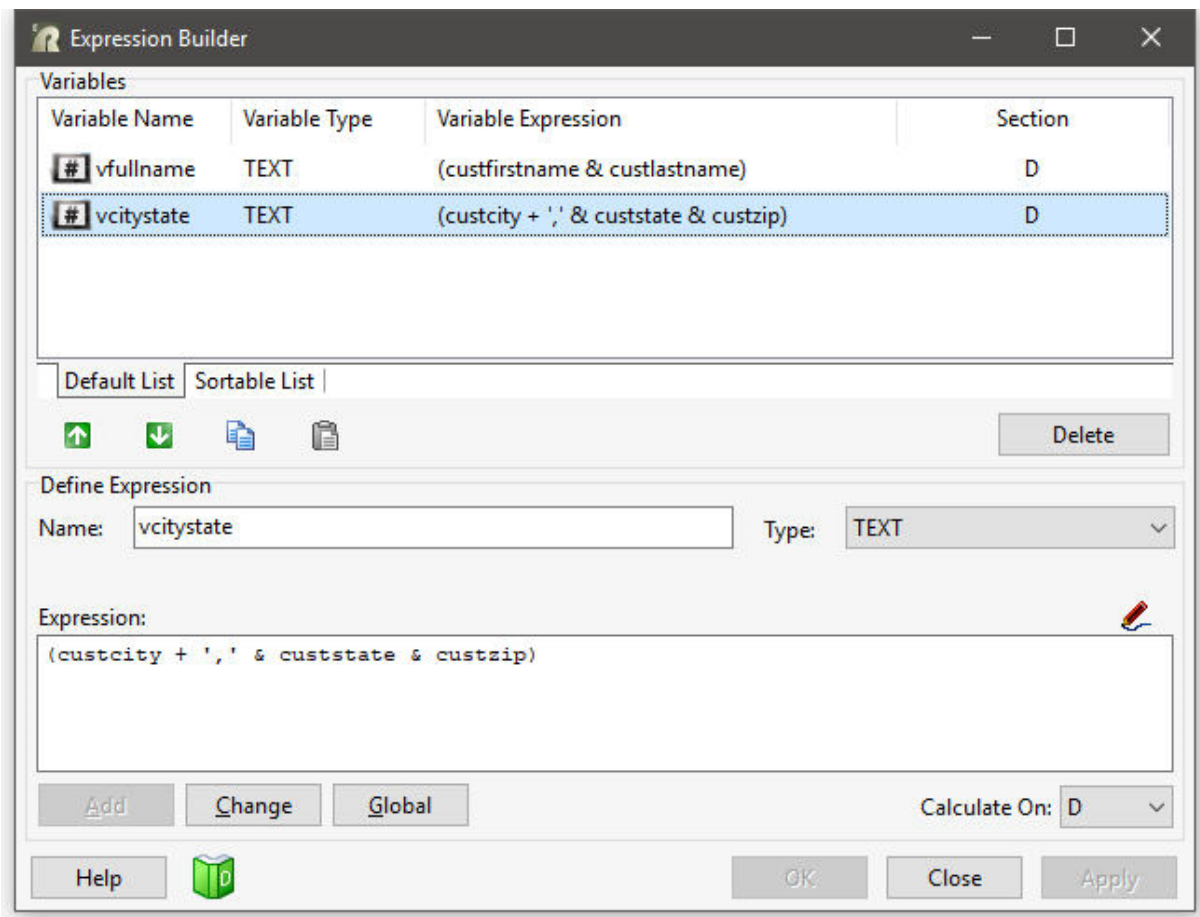 Expression Builder
Variables
Variable Name Variable Type Variable Expression Section
# vfullname TEXT (custfirstname & custlastname) D
# vcitystate TEXT (custcity + ',' & custstate & custzip) D
Default List Sortable List
Delete
Define Expression
Name: vcitystate Type: TEXT
Expression:
(custcity + ',' & custstate & custzip)
Add Change Global Calculate On: D
Help D OK Close Apply